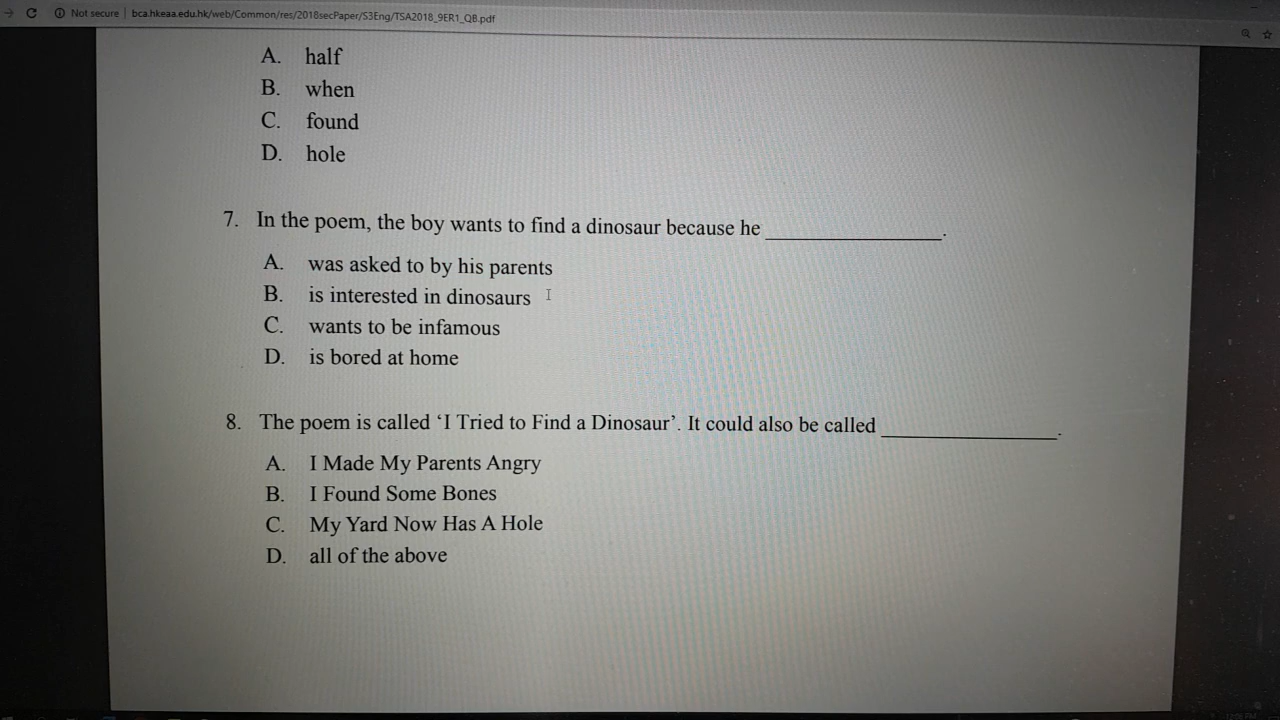 Not secure | bca.hkeaa.edu.hk/web/Common/res/2018secPaper/S3Eng/TSA2018_9ER1_QB.pdf
A. half
B. when
C. found
D. hole
7. In the poem, the boy wants to find a dinosaur because he ________________.
A. was asked to by his parents
B. is interested in dinosaurs
C. wants to be infamous
D. is bored at home
8. The poem is called ‘I Tried to Find a Dinosaur’. It could also be called ________________.
A. I Made My Parents Angry
B. I Found Some Bones
C. My Yard Now Has A Hole
D. all of the above